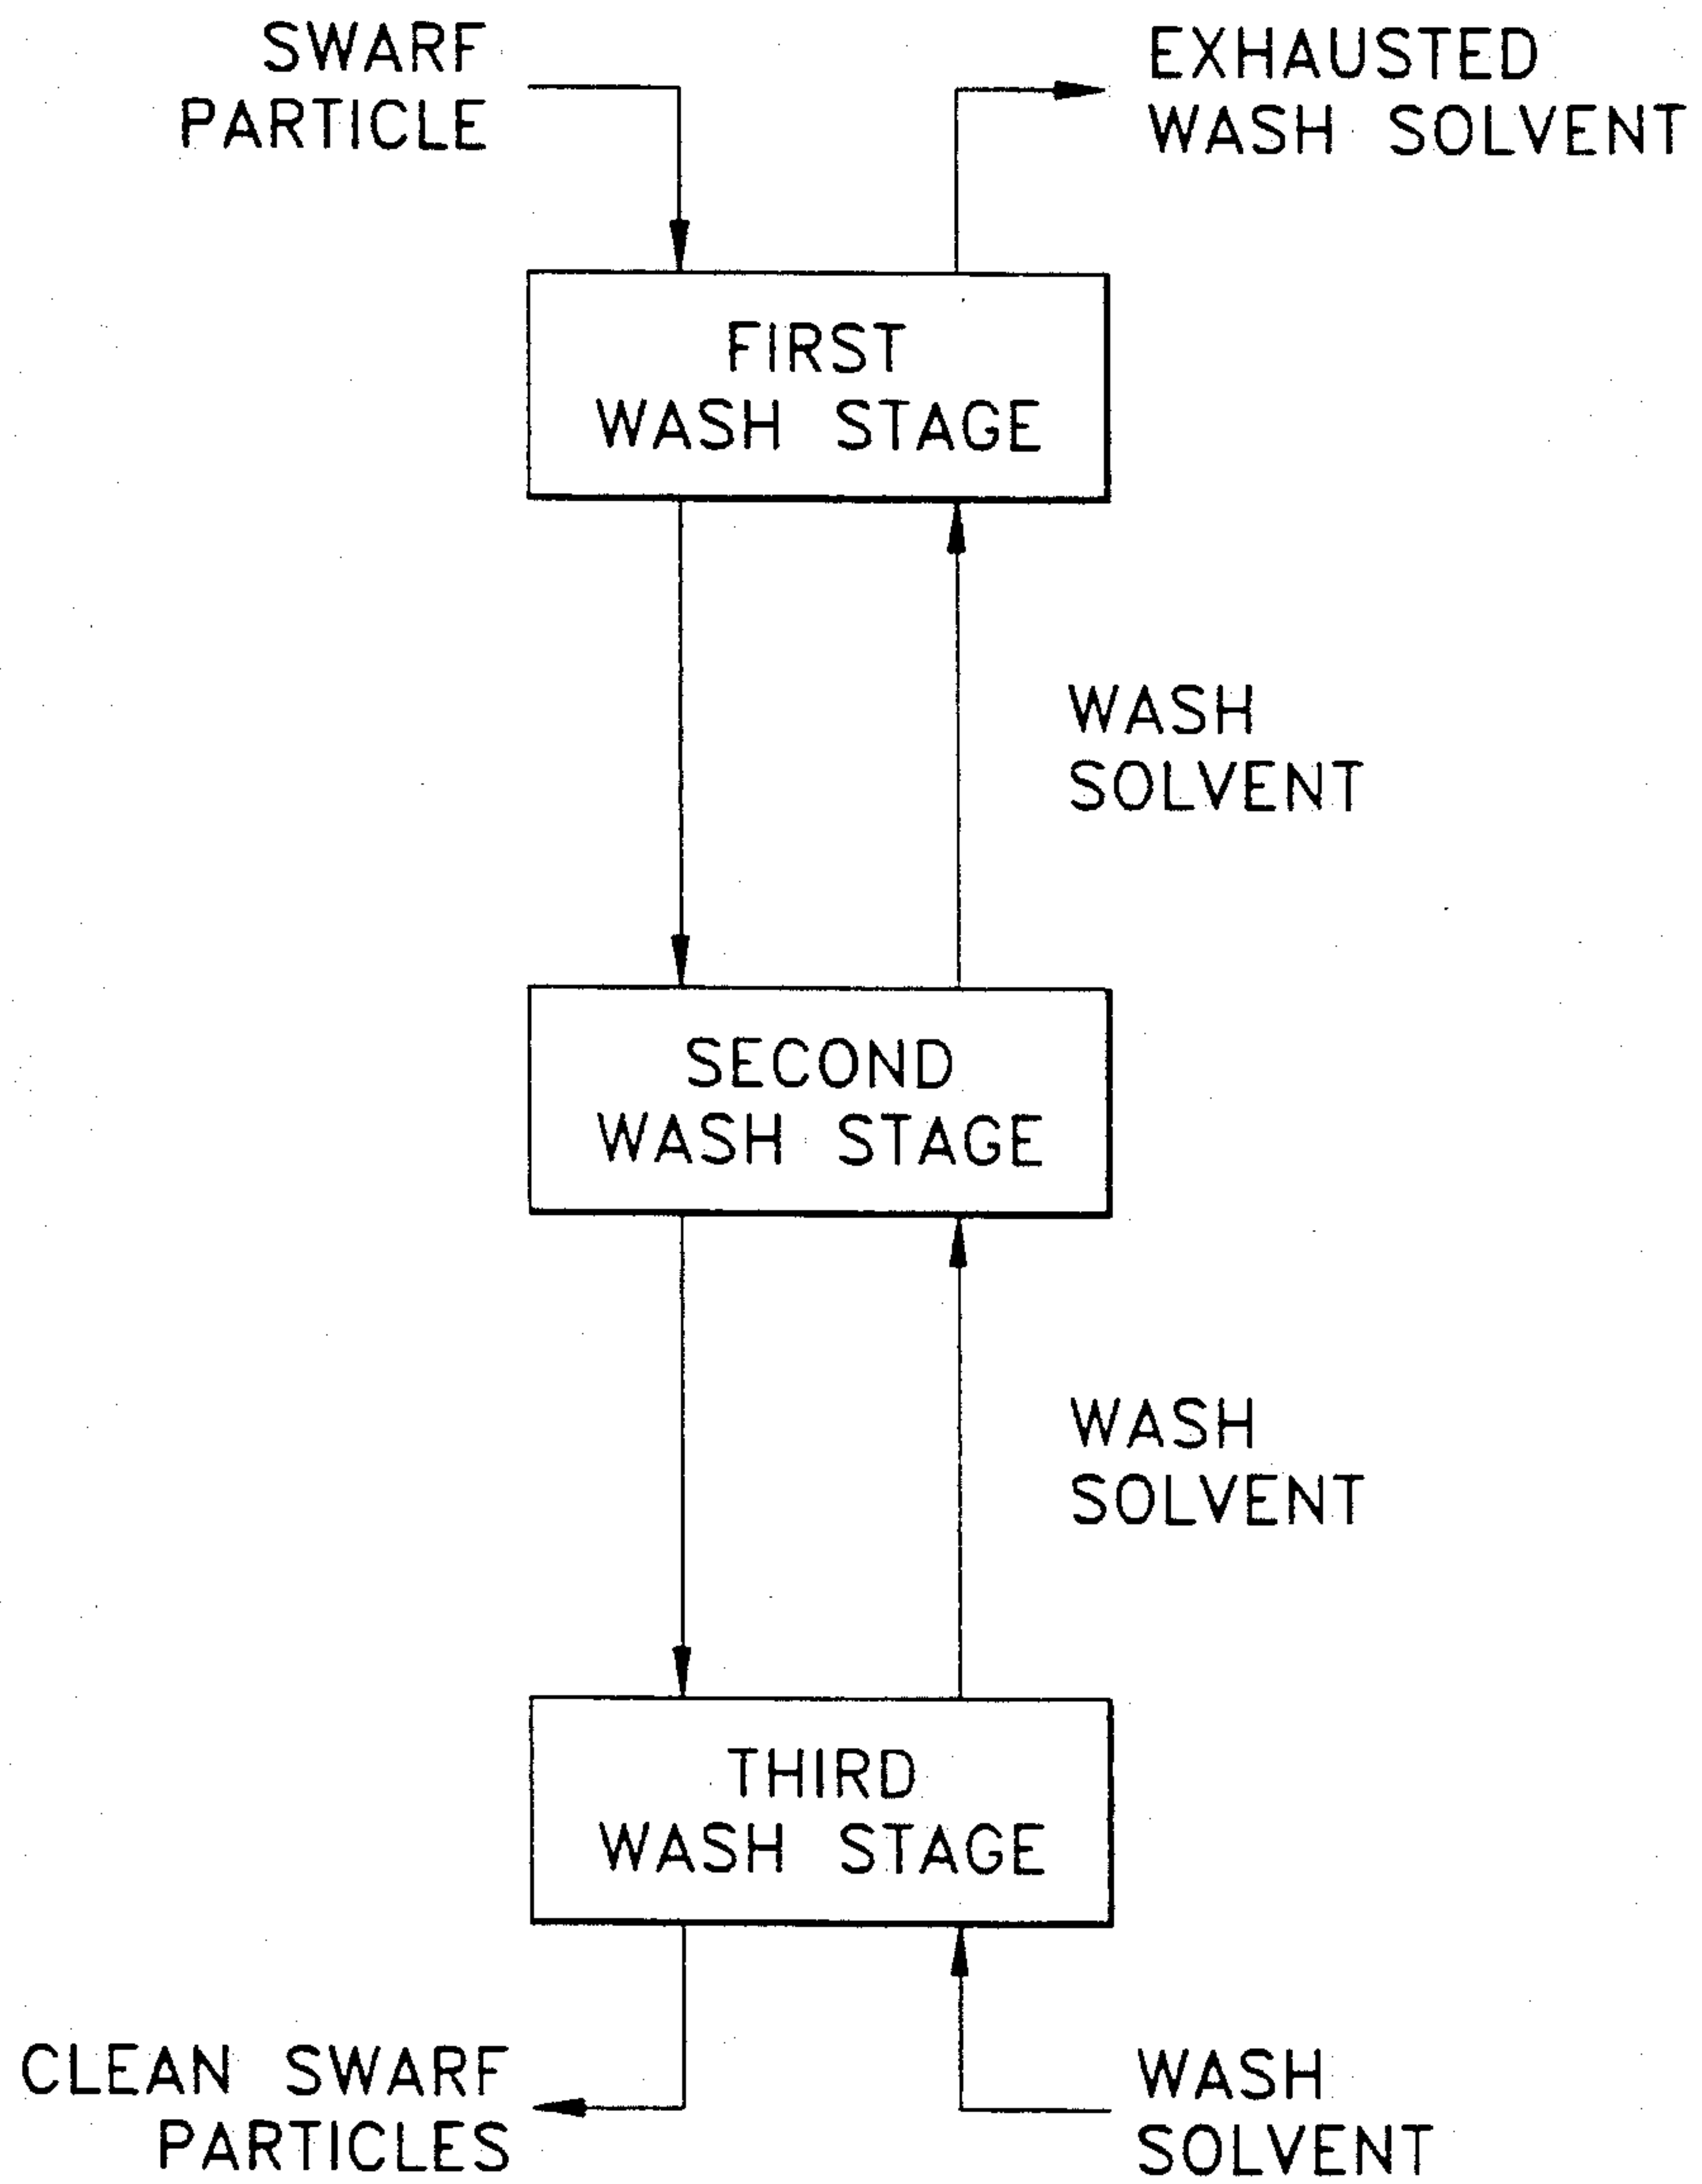 SWARF
PARTICLE
EXHAUSTED
WASH SOLVENT
FIRST
WASH STAGE
WASH
SOLVENT
SECOND
WASH STAGE
WASH
SOLVENT
THIRD
WASH STAGE
CLEAN SWARF
PARTICLES
WASH
SOLVENT